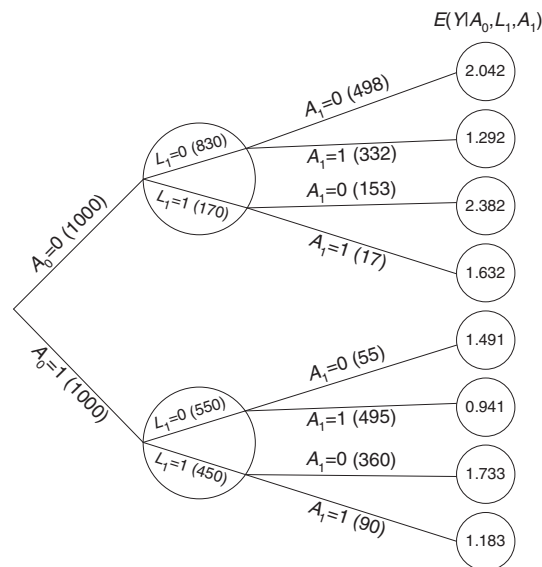 E(Y|A₀,L₁,A₁)
A₁=0 (498)
2.042
L₁=0 (830)
A₁=1 (332)
1.292
A₀=0 (1000)
L₁=1 (170)
A₁=0 (153)
2.382
A₁=1 (17)
1.632
A₀=1 (1000)
L₁=0 (550)
A₁=0 (55)
1.491
A₁=1 (495)
0.941
L₁=1 (450)
A₁=0 (360)
1.733
A₁=1 (90)
1.183